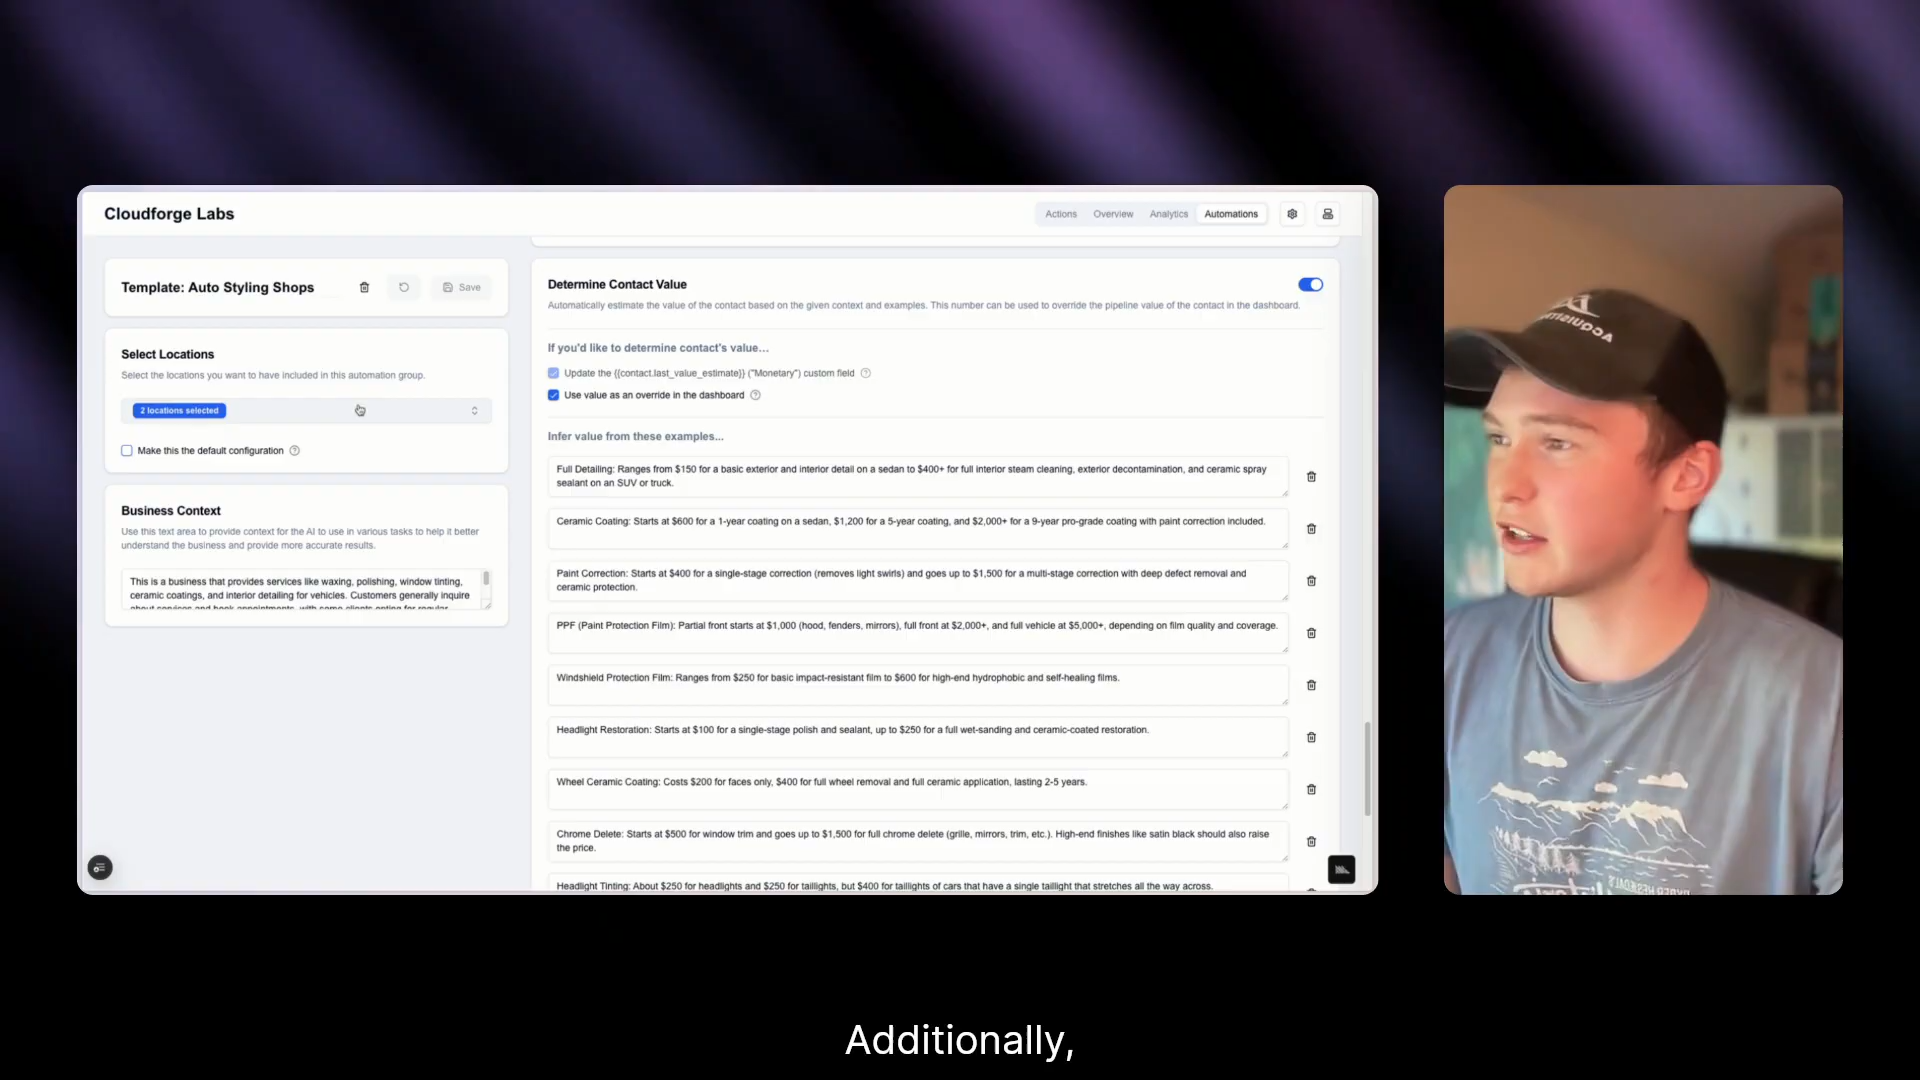 Cloudforge Labs
Actions
Overview
Analytics
Automations
Template: Auto Styling Shops
Save
Select Locations
Select the locations you want to have included in this automation group.
2 locations selected
Make this the default configuration
Business Context
Use this text area to provide context for the AI to use in various tasks to help it better
understand the business and provide more accurate results.
This is a business that provides services like waxing, polishing, window tinting,
ceramic coatings, and interior detailing for vehicles. Customers generally inquire
about services and book appointments, with some clients opting for regular
Determine Contact Value
Automatically estimate the value of the contact based on the given context and examples. This number can be used to override the pipeline value of the contact in the dashboard.
If you'd like to determine contact's value...
Update the {{contact.last_value_estimate}} ("Monetary") custom field
Use value as an override in the dashboard
Infer value from these examples...
Full Detailing: Ranges from $150 for a basic exterior and interior detail on a sedan to $400+ for full interior steam cleaning, exterior decontamination, and ceramic spray
sealant on an SUV or truck.
Ceramic Coating: Starts at $600 for a 1-year coating on a sedan, $1,200 for a 5-year coating, and $2,000+ for a 9-year pro-grade coating with paint correction included.
Paint Correction: Starts at $400 for a single-stage correction (removes light swirls) and goes up to $1,500 for a multi-stage correction with deep defect removal and
ceramic protection.
PPF (Paint Protection Film): Partial front starts at $1,000 (hood, fenders, mirrors), full front at $2,000+, and full vehicle at $5,000+, depending on film quality and coverage.
Windshield Protection Film: Ranges from $250 for basic impact-resistant film to $600 for high-end hydrophobic and self-healing films.
Headlight Restoration: Starts at $100 for a single-stage polish and sealant, up to $250 for a full wet-sanding and ceramic-coated restoration.
Wheel Ceramic Coating: Costs $200 for faces only, $400 for full wheel removal and full ceramic application, lasting 2-5 years.
Chrome Delete: Starts at $500 for window trim and goes up to $1,500 for full chrome delete (grille, mirrors, trim, etc.). High-end finishes like satin black should also raise
the price.
Headlight Tinting: About $250 for headlights and $250 for taillights, but $400 for taillights of cars that have a single taillight that stretches all the way across.
Additionally,